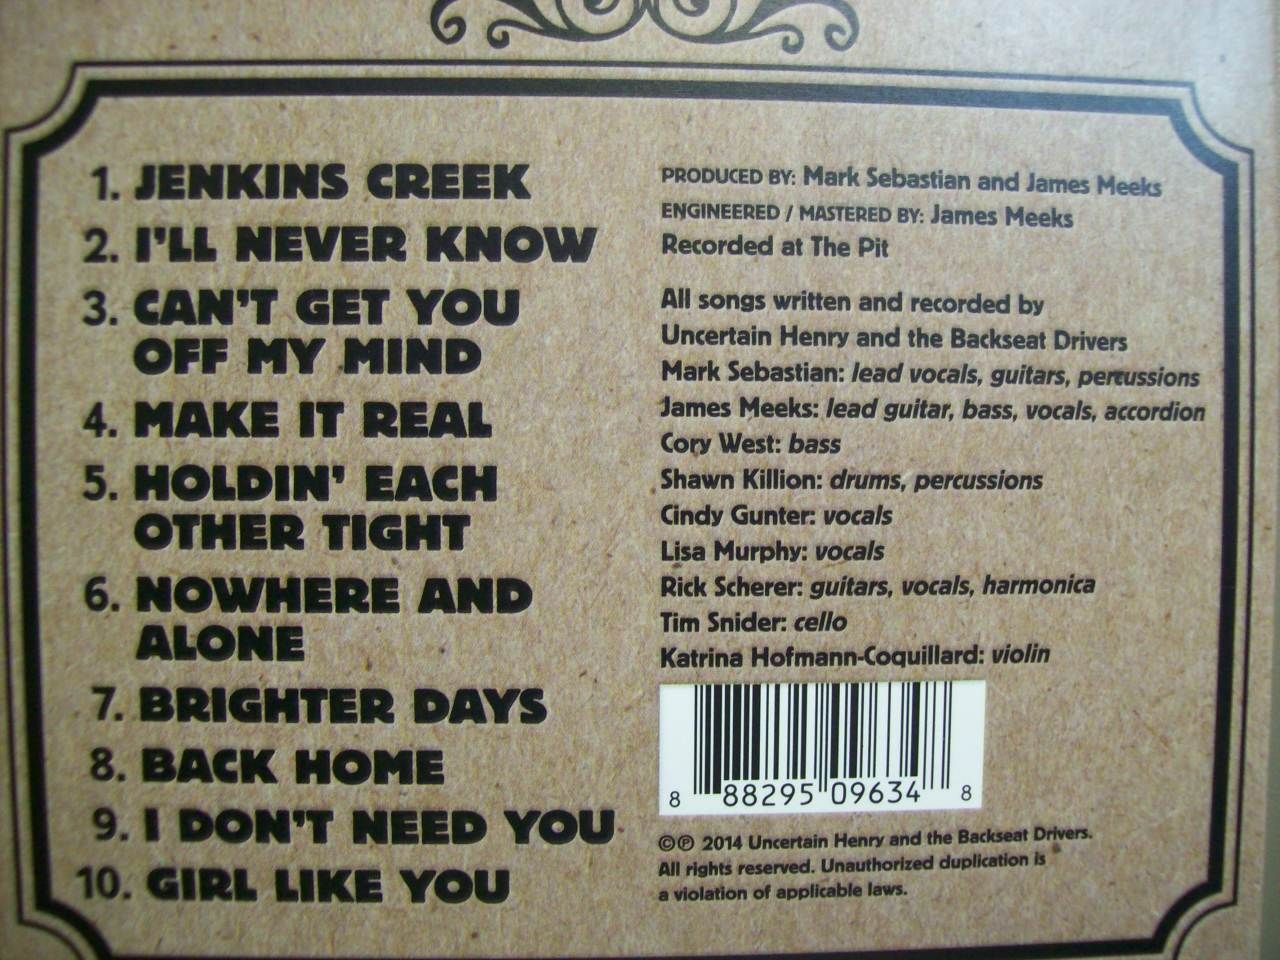 1. JENKINS CREEK
2. I'LL NEVER KNOW
3. CAN'T GET YOU
OFF MY MIND
4. MAKE IT REAL
5. HOLDIN' EACH
OTHER TIGHT
6. NOWHERE AND
ALONE
7. BRIGHTER DAYS
8. BACK HOME
9. I DON'T NEED YOU
10. GIRL LIKE YOU
PRODUCED BY: Mark Sebastian and James Meeks
ENGINEERED / MASTERED BY: James Meeks
Recorded at The Pit
All songs written and recorded by
Uncertain Henry and the Backseat Drivers
Mark Sebastian: lead vocals, guitars, percussions
James Meeks: lead guitar, bass, vocals, accordion
Cory West: bass
Shawn Killion: drums, percussions
Cindy Gunter: vocals
Lisa Murphy: vocals
Rick Scherer: guitars, vocals, harmonica
Tim Snider: cello
Katrina Hofmann-Coquillard: violin
8 88295 09634 8
©℗ 2014 Uncertain Henry and the Backseat Drivers.
All rights reserved. Unauthorized duplication is
a violation of applicable laws.